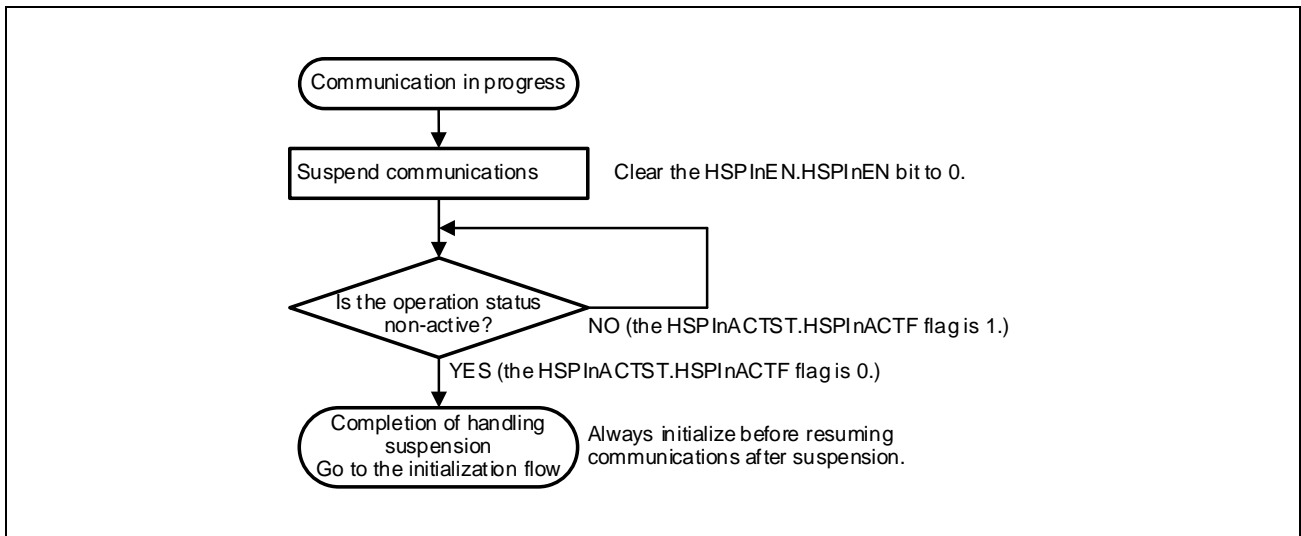 Communication in progress
Suspend communications
Clear the HSPInEN.HSPInEN bit to 0.
Is the operation status
non-active?
NO (the HSPInACTST.HSPInACTF flag is 1.)
YES (the HSPInACTST.HSPInACTF flag is 0.)
Completion of handling
suspension
Go to the initialization flow
Always initialize before resuming
communications after suspension.